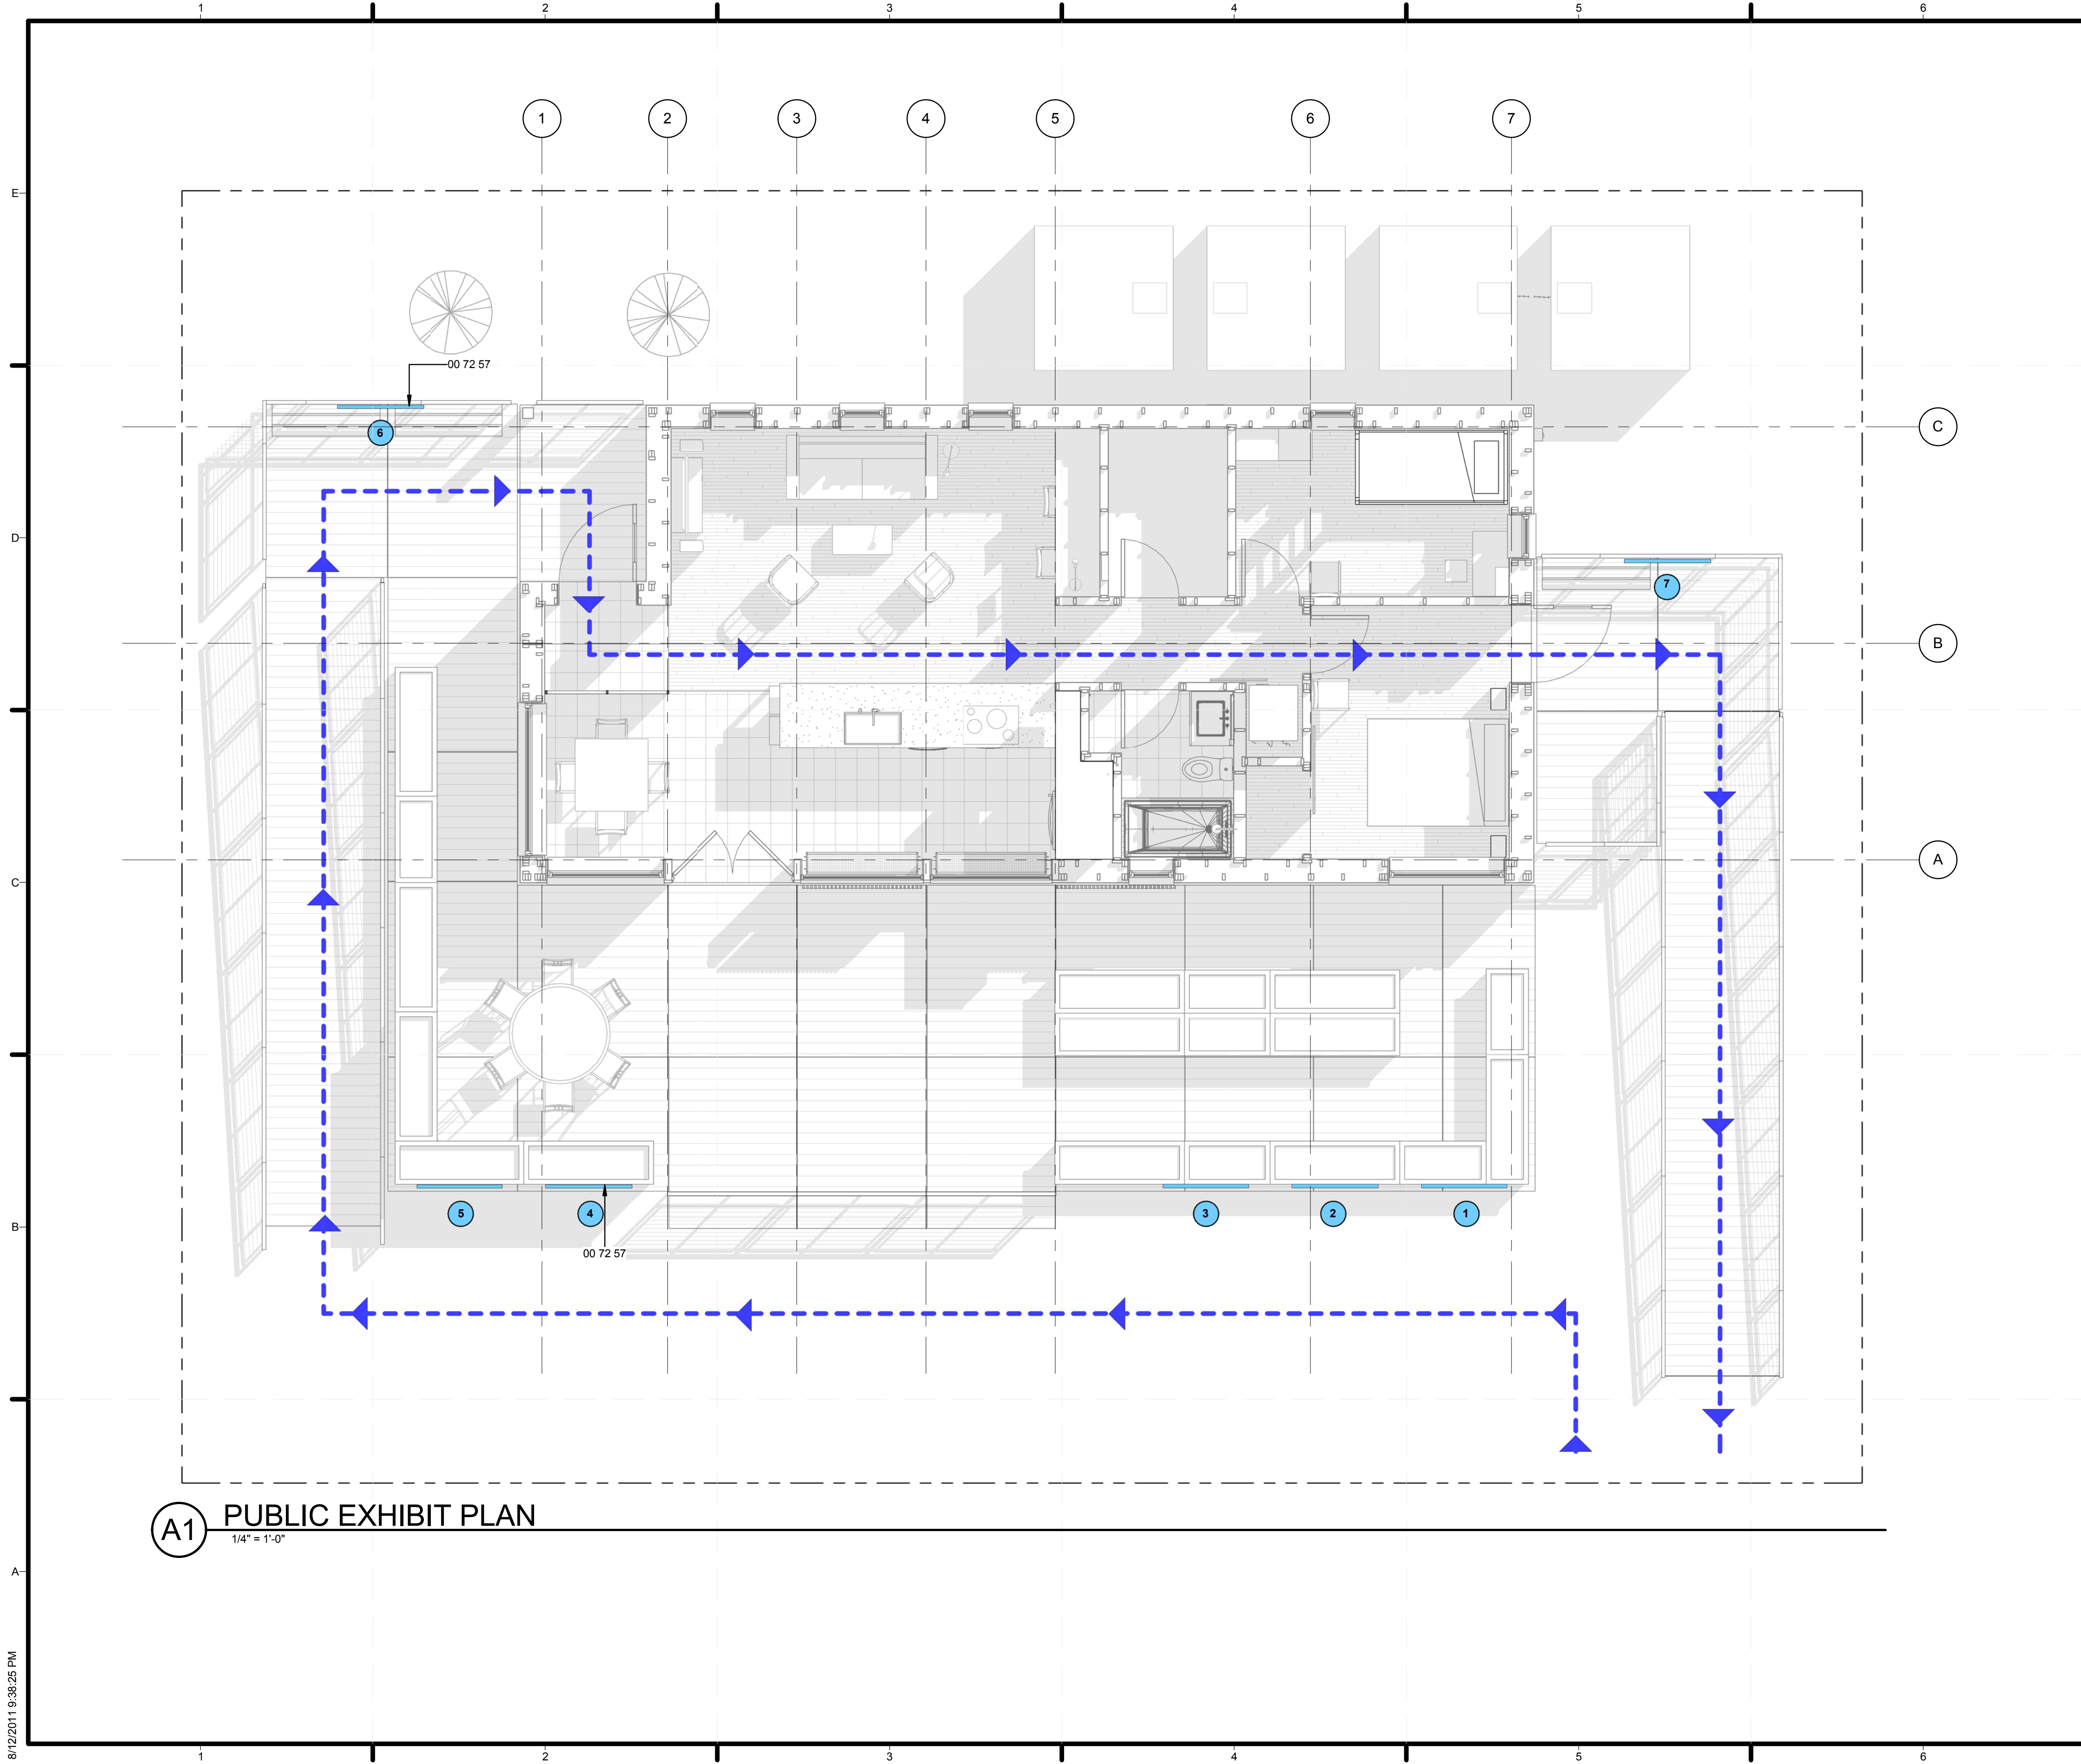 1 2 3 4 5 6
1 2 3 4 5 6 7
E
00 72 57
6
C
D
7
B
A
C
5 4 3 2 1
B
00 72 57
A1 PUBLIC EXHIBIT PLAN
1/4" = 1'-0"
A
8/12/2011 9:38:25 PM
1 2 3 4 5 6